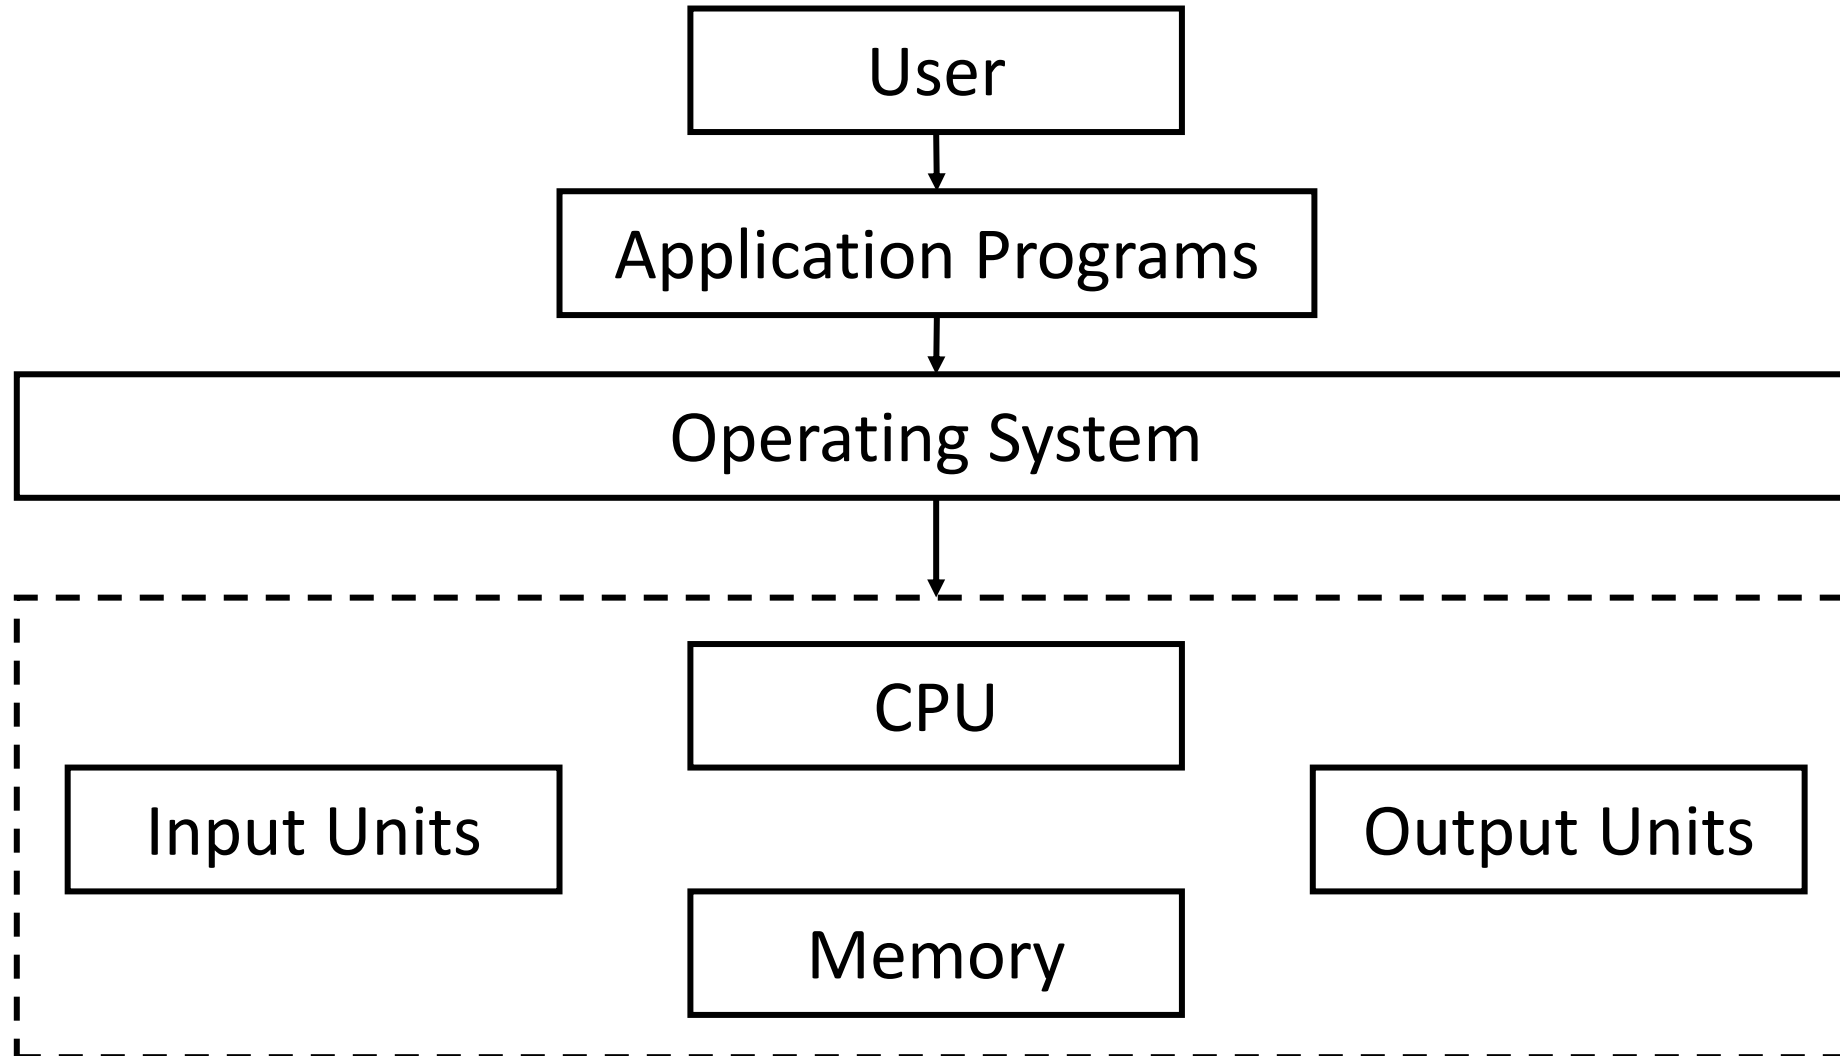 User
Application Programs
Operating System
CPU
Input Units
Output Units
Memory